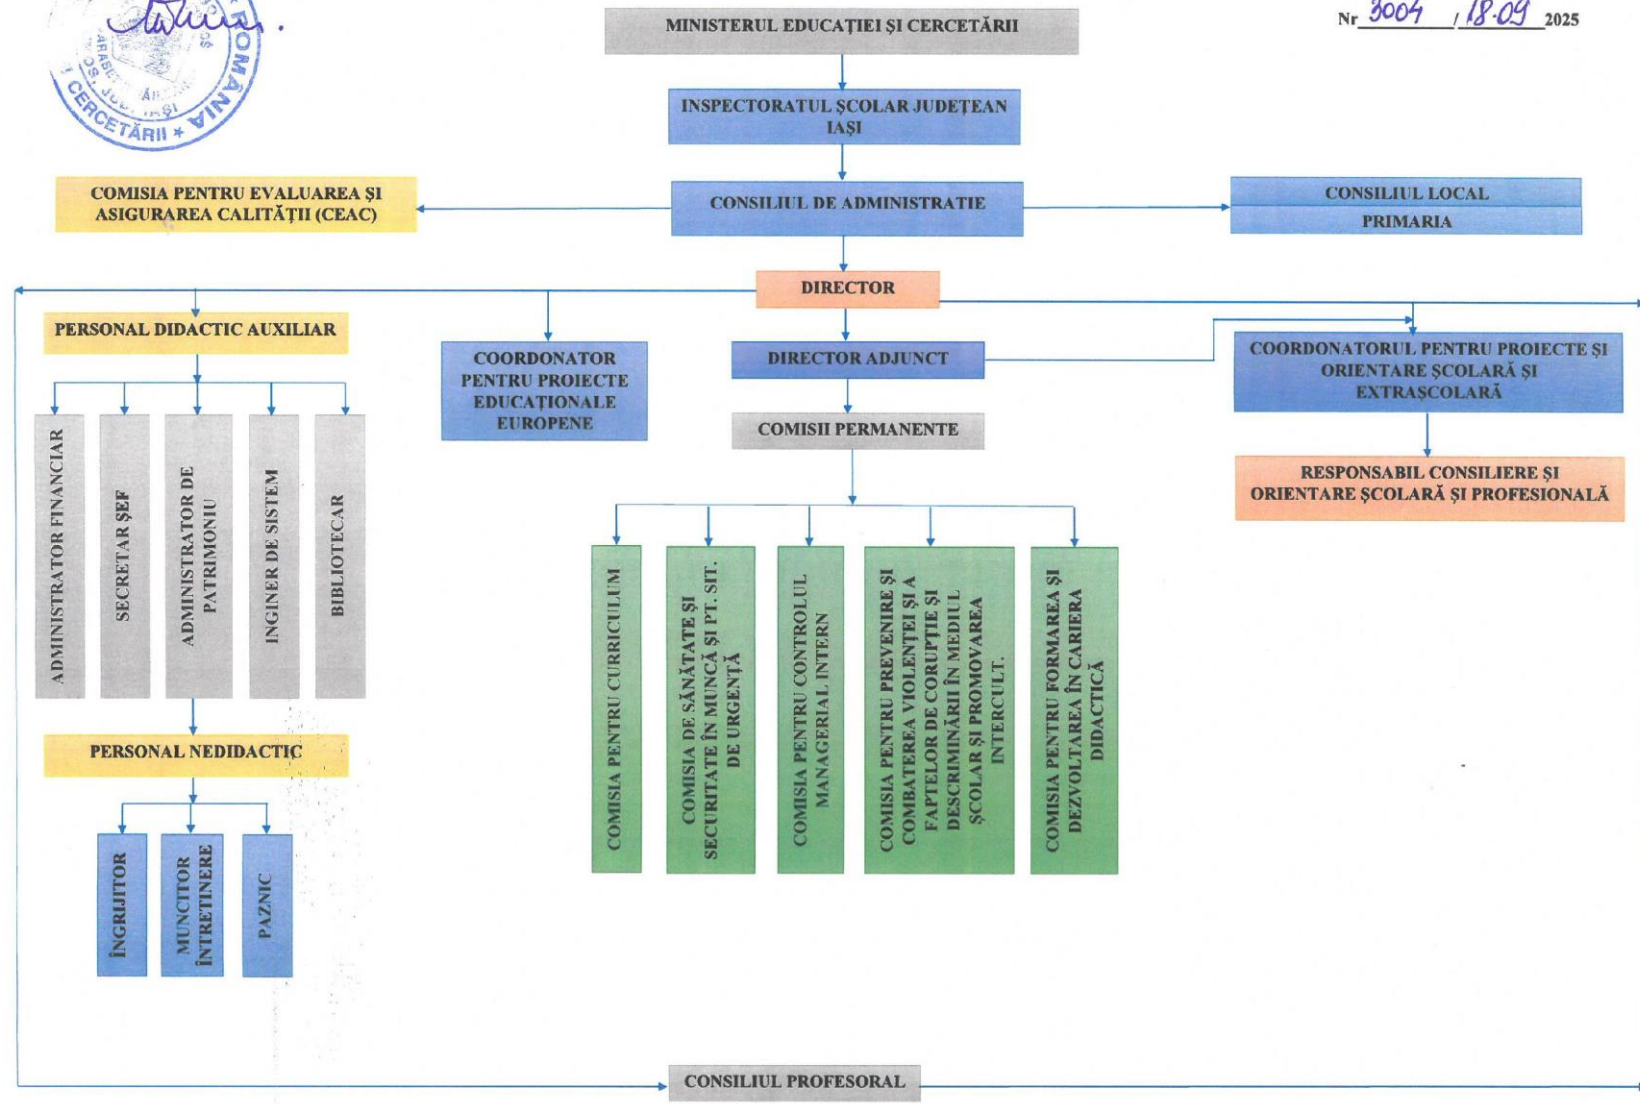 ROMÂNIA
CERCETĂRII
Nr 3004 / 18.09 2025
MINISTERUL EDUCAȚIEI ȘI CERCETĂRII
INSPECTORATUL ȘCOLAR JUDEȚEAN
IAȘI
COMISIA PENTRU EVALUAREA ȘI
ASIGURAREA CALITĂȚII (CEAC)
CONSILIUL DE ADMINISTRATIE
CONSILIUL LOCAL
PRIMARIA
DIRECTOR
PERSONAL DIDACTIC AUXILIAR
COORDONATOR
PENTRU PROIECTE
EDUCAȚIONALE
EUROPENE
DIRECTOR ADJUNCT
COORDONATORUL PENTRU PROIECTE ȘI
ORIENTARE ȘCOLARĂ ȘI
EXTRAȘCOLARĂ
COMISII PERMANENTE
RESPONSABIL CONSILIERE ȘI
ORIENTARE ȘCOLARĂ ȘI PROFESIONALĂ
ADMINISTRATOR FINANCIAR
SECRETAR ȘEF
ADMINISTRATOR DE
PATRIMONIU
INGINER DE SISTEM
BIBLIOTECAR
COMISIA PENTRU CURRICULUM
COMISIA DE SĂNĂTATE ȘI
SECURITATE ÎN MUNCĂ ȘI PT. SIT.
DE URGENȚĂ
COMISIA PENTRU CONTROLUL
MANAGERIAL INTERN
COMISIA PENTRU PREVENIRE ȘI
COMBATEREA VIOLENȚEI ȘI A
FAPTELOR DE CORUPȚIE ȘI
DESCRIMINĂRII ÎN MEDIUL
ȘCOLAR ȘI PROMOVAREA
INTERCULT.
COMISIA PENTRU FORMAREA ȘI
DEZVOLTAREA ÎN CARIERA
DIDACTICĂ
PERSONAL NEDIDACTIC
ÎNGRIJITOR
MUNCITOR
ÎNTREȚINERE
PAZNIC
CONSILIUL PROFESORAL